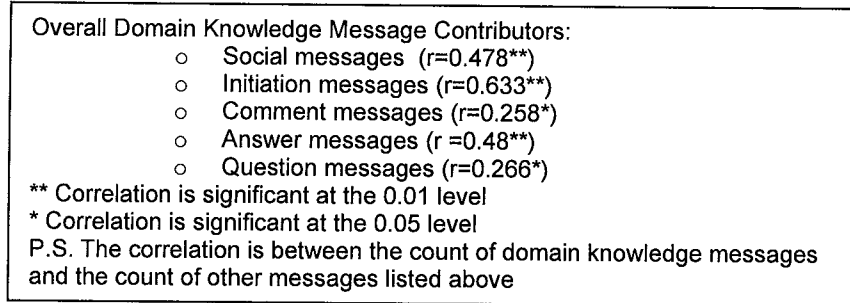 Overall Domain Knowledge Message Contributors:
○ Social messages (r=0.478**)
○ Initiation messages (r=0.633**)
○ Comment messages (r=0.258*)
○ Answer messages (r =0.48**)
○ Question messages (r=0.266*)
** Correlation is significant at the 0.01 level
* Correlation is significant at the 0.05 level
P.S. The correlation is between the count of domain knowledge messages
and the count of other messages listed above